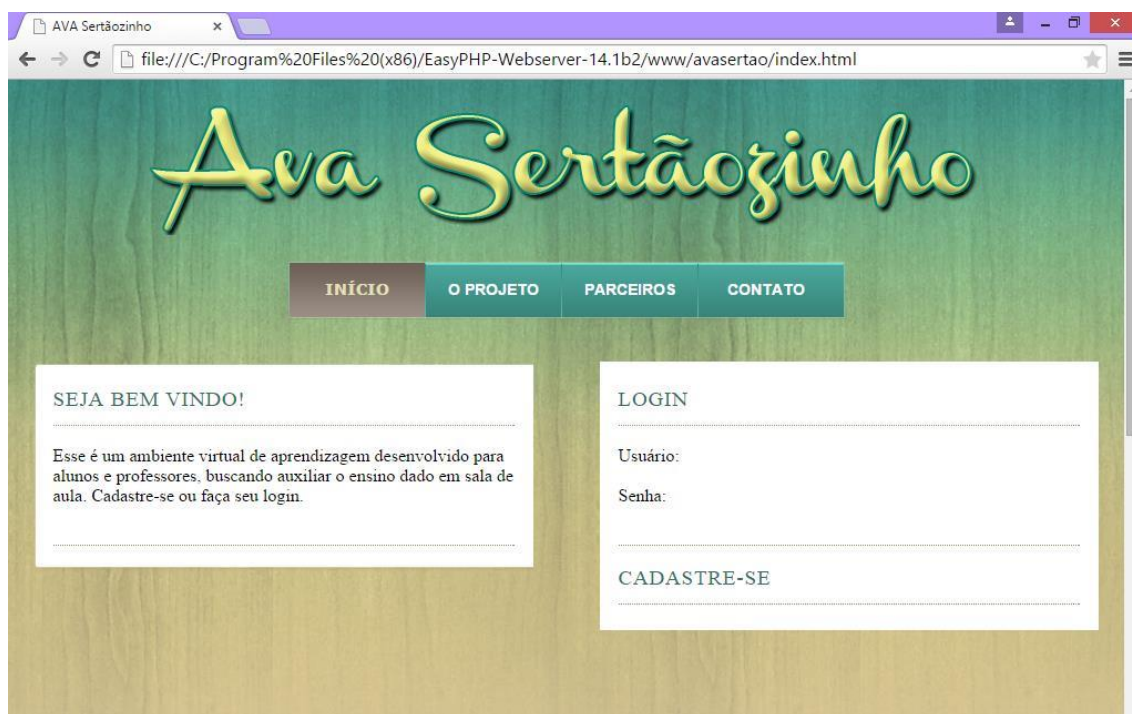 AVA Sertãozinho
file:///C:/Program%20Files%20(x86)/EasyPHP-Webserver-14.1b2/www/avasertao/index.html
Ava Sertãozinho
INÍCIO O PROJETO PARCEIROS CONTATO
SEJA BEM VINDO!
Esse é um ambiente virtual de aprendizagem desenvolvido para
alunos e professores, buscando auxiliar o ensino dado em sala de
aula. Cadastre-se ou faça seu login.
LOGIN
Usuário:
Senha:
CADASTRE-SE